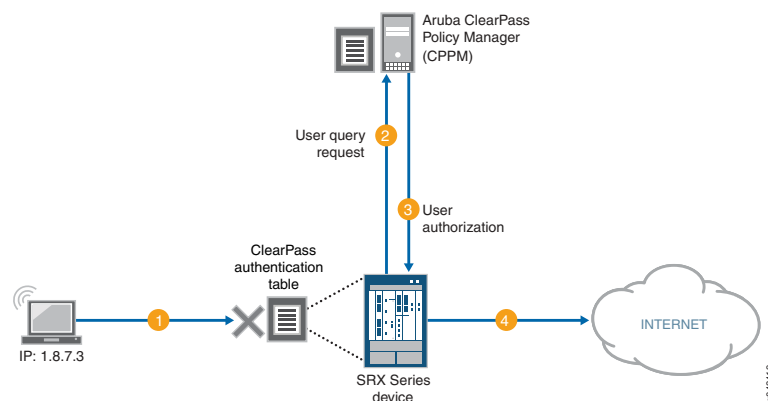 Aruba ClearPass
Policy Manager
(CPPM)
User query
request
2
3
User
authorization
ClearPass
authentication
table
1
4
INTERNET
IP: 1.8.7.3
SRX Series
device